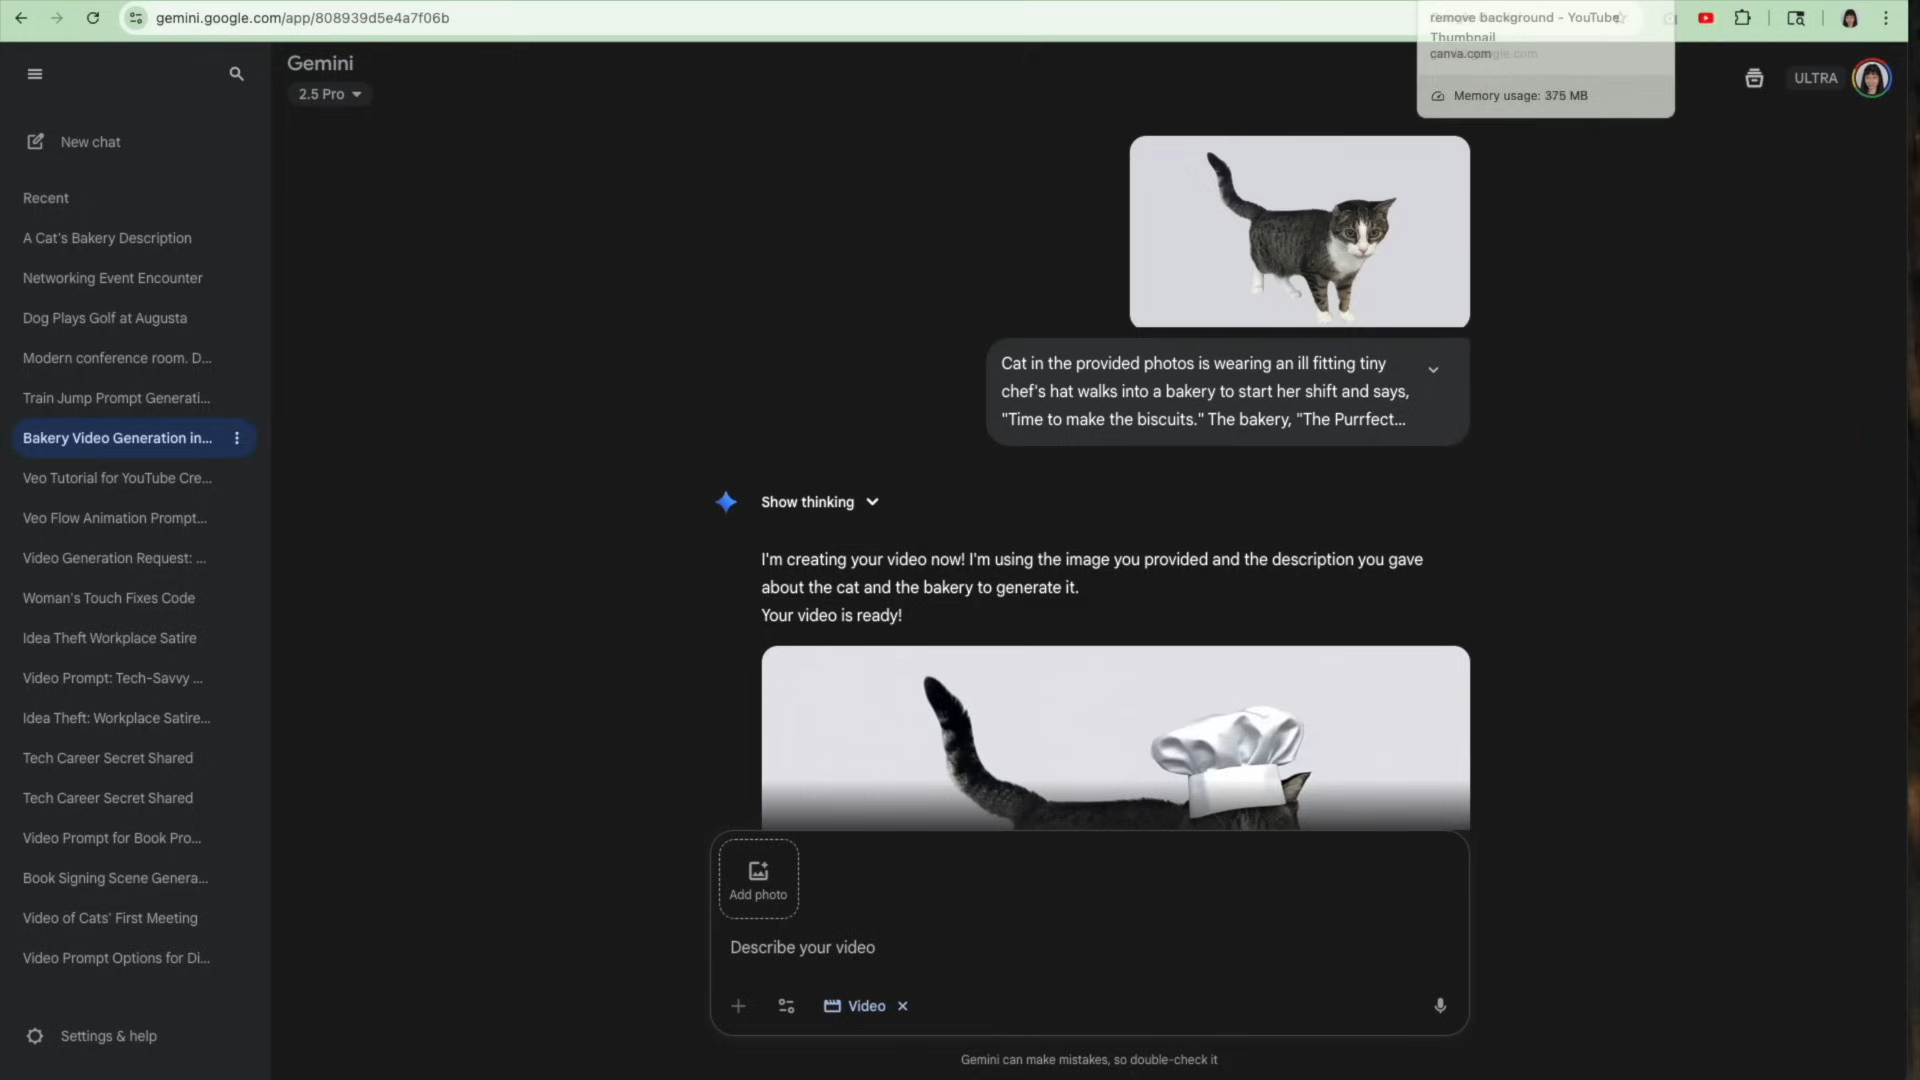 gemini.google.com/app/808939d5e4a7f06b
remove background - YouTube
Thumbnail
canva.com
Memory usage: 375 MB
Gemini
2.5 Pro
ULTRA
New chat
Recent
A Cat's Bakery Description
Networking Event Encounter
Dog Plays Golf at Augusta
Modern conference room. D...
Train Jump Prompt Generati...
Bakery Video Generation in...
Veo Tutorial for YouTube Cre...
Veo Flow Animation Prompt...
Video Generation Request: ...
Woman's Touch Fixes Code
Idea Theft Workplace Satire
Video Prompt: Tech-Savvy ...
Idea Theft: Workplace Satire...
Tech Career Secret Shared
Tech Career Secret Shared
Video Prompt for Book Pro...
Book Signing Scene Genera...
Video of Cats' First Meeting
Video Prompt Options for Di...
Settings & help
Cat in the provided photos is wearing an ill fitting tiny
chef's hat walks into a bakery to start her shift and says,
"Time to make the biscuits." The bakery, "The Purrfect...
Show thinking
I'm creating your video now! I'm using the image you provided and the description you gave
about the cat and the bakery to generate it.
Your video is ready!
Add photo
Describe your video
Video
Gemini can make mistakes, so double-check it